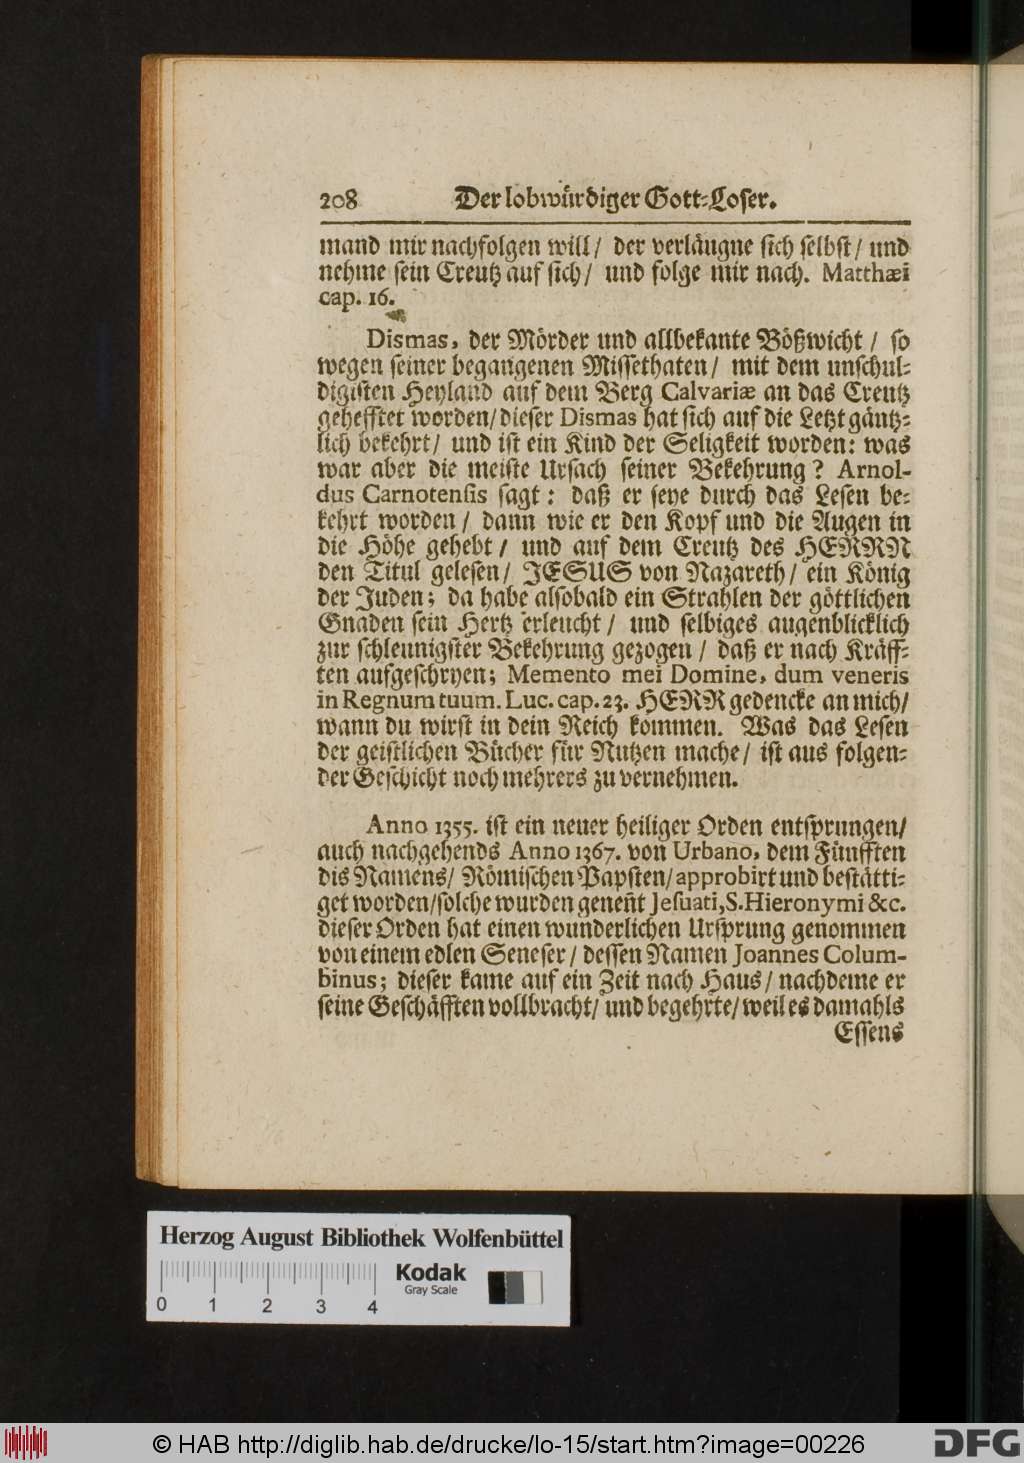 208 Der lobwürdiger Gott-Loser.
mand mir nachfolgen will / der verläugne sich selbst / und
nehme sein Creutz auf sich / und folge mir nach. Matthæi
cap. 16.
Dismas, der Mörder und allbekante Bößwicht / so
wegen seiner begangenen Missethaten / mit dem unschul-
digisten Heyland auf dem Berg Calvariæ an das Creutz
gehefftet worden / dieser Dismas hat sich auf die Letzt gäntz-
lich bekehrt / und ist ein Kind der Seligkeit worden: was
war aber die meiste Ursach seiner Bekehrung? Arnol-
dus Carnotensis sagt: daß er seye durch das Lesen be-
kehrt worden / dann wie er den Kopf und die Augen in
die Höhe gehebt / und auf dem Creutz des HERRN
den Titul gelesen / JESUS von Nazareth / ein König
der Juden; da habe alsobald ein Strahlen der göttlichen
Gnaden sein Hertz erleucht / und selbiges augenblicklich
zur schleunigster Bekehrung gezogen / daß er nach Kräff-
ten aufgeschryen; Memento mei Domine, dum veneris
in Regnum tuum. Luc. cap. 23. HERR gedencke an mich /
wann du wirst in dein Reich kommen. Was das Lesen
der geistlichen Bücher für Nutzen mache / ist aus folgen-
der Geschicht noch mehrers zu vernehmen.
Anno 1355. ist ein neuer heiliger Orden entsprungen /
auch nachgehends Anno 1367. von Urbano, dem Fünfften
dis Namens / Römischen Papsten / approbirt und bestätti-
get worden / solche wurden geneñt Jesuati, S. Hieronymi &c.
dieser Orden hat einen wunderlichen Ursprung genommen
von einem edlen Seneser / dessen Namen Joannes Colum-
binus; dieser kame auf ein Zeit nach Haus / nachdeme er
seine Geschäfften vollbracht / und begehrte / weil es damahls
Essens
Herzog August Bibliothek Wolfenbüttel
Kodak
Gray Scale
0 1 2 3 4
© HAB http://diglib.hab.de/drucke/lo-15/start.htm?image=00226
DFG